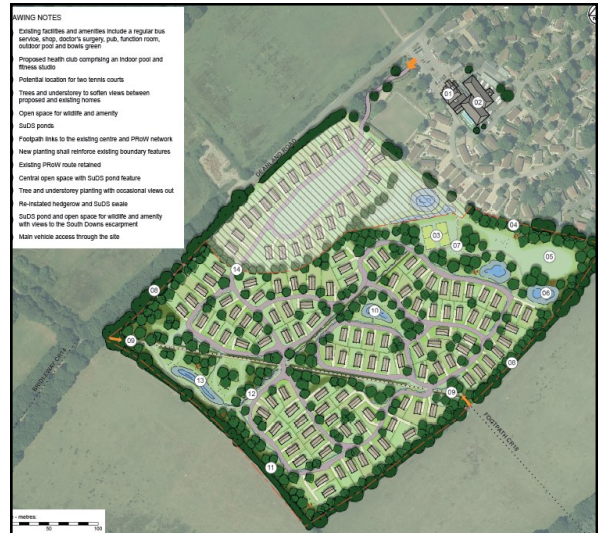 AWING NOTES
Existing facilities and amenities include a regular bus
service, shop, doctor's surgery, pub, function room,
outdoor pool and bowls green
Proposed health club comprising an indoor pool and
fitness studio
Potential location for two tennis courts
Trees and understorey to soften views between
proposed and existing homes
Open space for wildlife and amenity
SuDS ponds
Footpath links to the existing centre and PRoW network
New planting shall reinforce existing boundary features
Existing PRoW route retained
Central open space with SuDS pond feature
Tree and understorey planting with occasional views out
Re-instated hedgerow and SuDS swale
SuDS pond and open space for wildlife and amenity
with views to the South Downs escarpment
Main vehicle access through the site
01
02
03
04
07
05
06
14
08
10
09
13
12
09
08
11
FOOTPATH CR16
- metres:
50
100